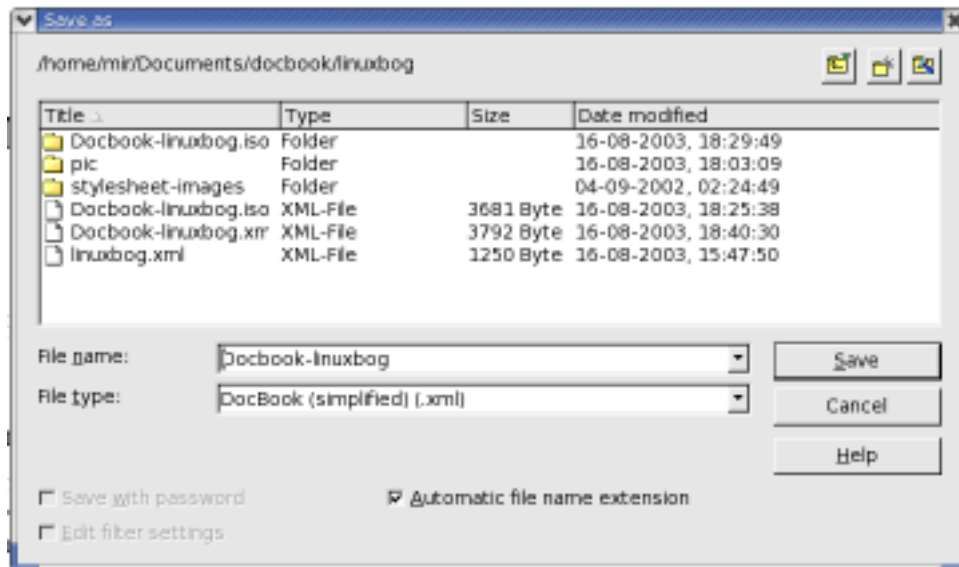 Save as
/home/mir/Documents/docbook/linuxbog
Title Type Size Date modified
Docbook-linuxbog.iso Folder 16-08-2003, 18:29:49
pic Folder 16-08-2003, 18:03:09
stylesheet-images Folder 04-09-2002, 02:24:49
Docbook-linuxbog.iso XML-File 3681 Byte 16-08-2003, 18:25:38
Docbook-linuxbog.xm XML-File 3792 Byte 16-08-2003, 18:40:30
linuxbog.xml XML-File 1250 Byte 16-08-2003, 15:47:50
File name: Docbook-linuxbog Save
File type: DocBook (simplified) (.xml) Cancel
Help
Save with password Automatic file name extension
Edit filter settings